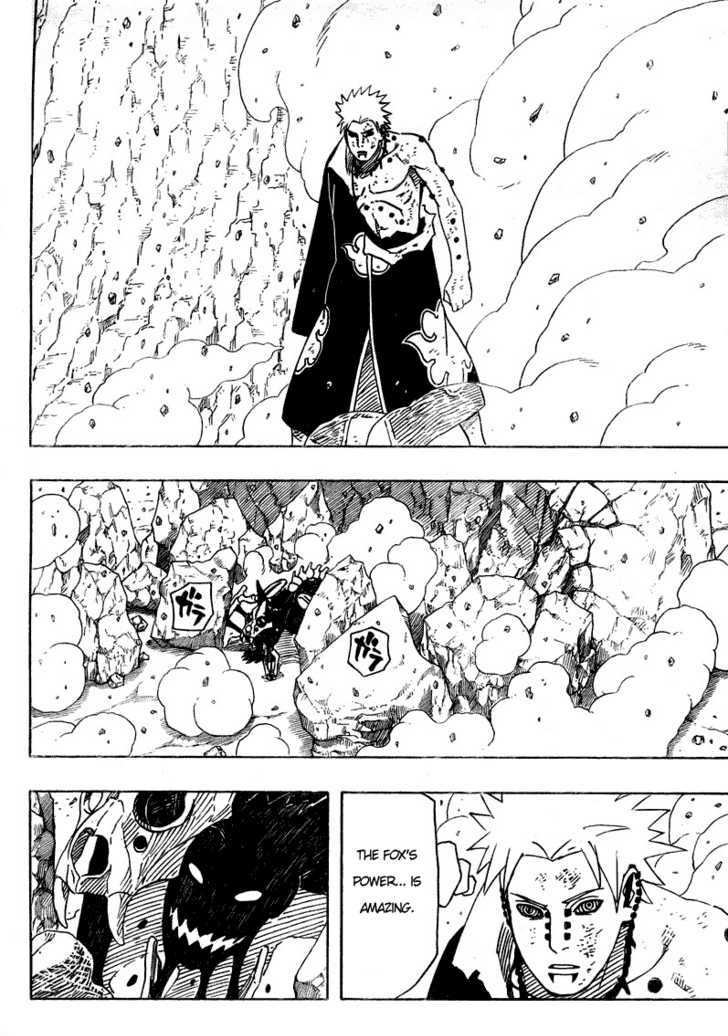 ガラ
ガラ
THE FOX'S
POWER... IS
AMAZING.